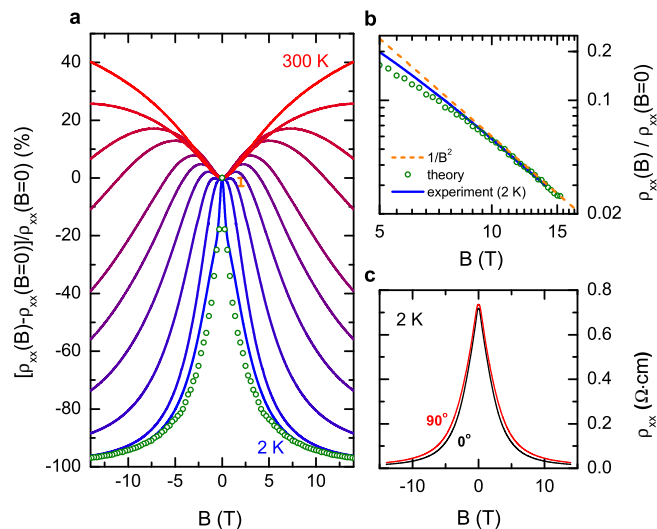 a
[ρxx(B)-ρxx(B=0)]/ρxx(B=0) (%)
40
20
0
-20
-40
-60
-80
-100
300 K
1
2 K
-10 -5 0 5 10
B (T)
b
ρxx(B) / ρxx(B=0)
0.2
0.1
0.02
1/B²
theory
experiment (2 K)
5 10 15
B (T)
c
2 K
90°
0°
ρxx (Ω·cm)
0.8
0.6
0.4
0.2
0.0
-10 0 10
B (T)